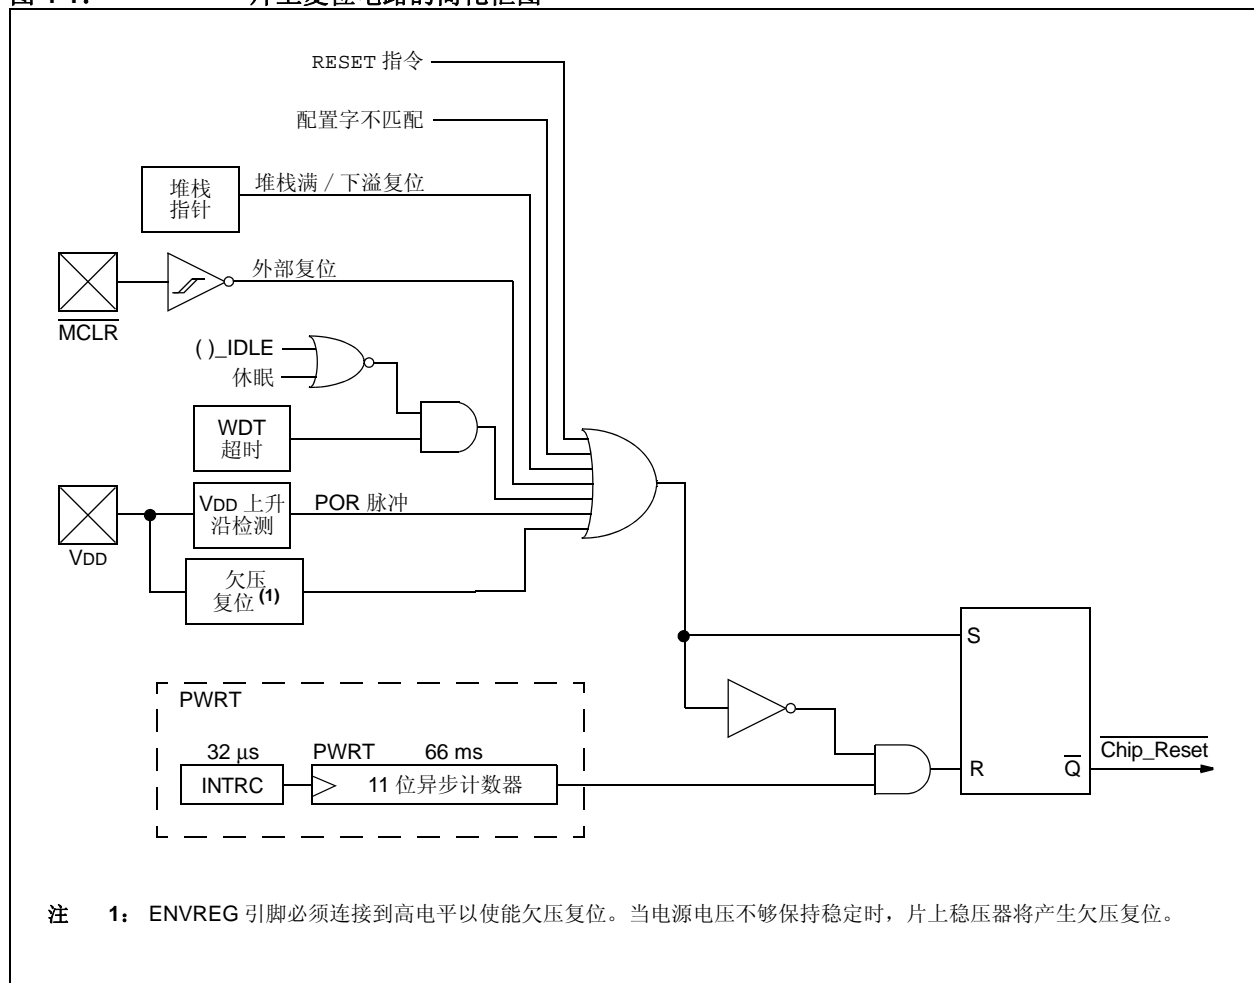 RESET 指令
配置字不匹配
堆栈
指针
堆栈满 / 下溢复位
外部复位
MCLR
( )_IDLE
休眠
WDT
超时
VDD 上升
沿检测
POR 脉冲
VDD
欠压
复位(1)
S
PWRT
32 μs
PWRT
66 ms
INTRC
11 位异步计数器
R
Q
Chip_Reset
注 1： ENVREG 引脚必须连接到高电平以使能欠压复位。当电源电压不够保持稳定时，片上稳压器将产生欠压复位。